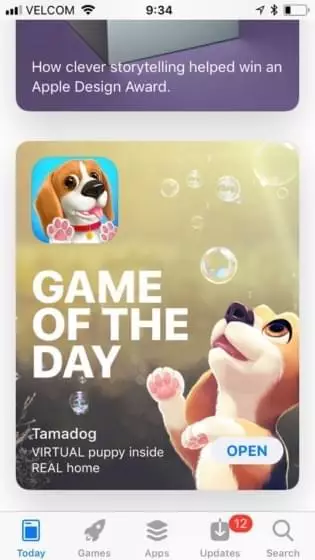 VELCOM 9:34
How clever storytelling helped win an
Apple Design Award.
GAME
OF THE
DAY
Tamadog
VIRTUAL puppy inside
REAL home
OPEN
12
Today Games Apps Updates Search